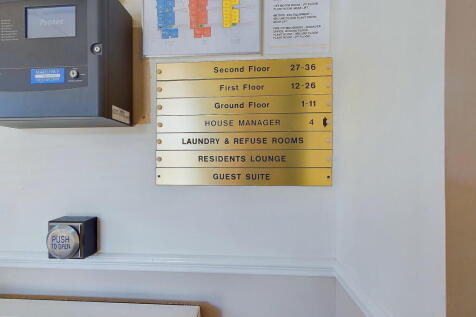 Protec
Second Floor 27-36
First Floor 12-26
Ground Floor 1-11
HOUSE MANAGER 4
LAUNDRY & REFUSE ROOMS
RESIDENTS LOUNGE
GUEST SUITE
PUSH
TO OPEN